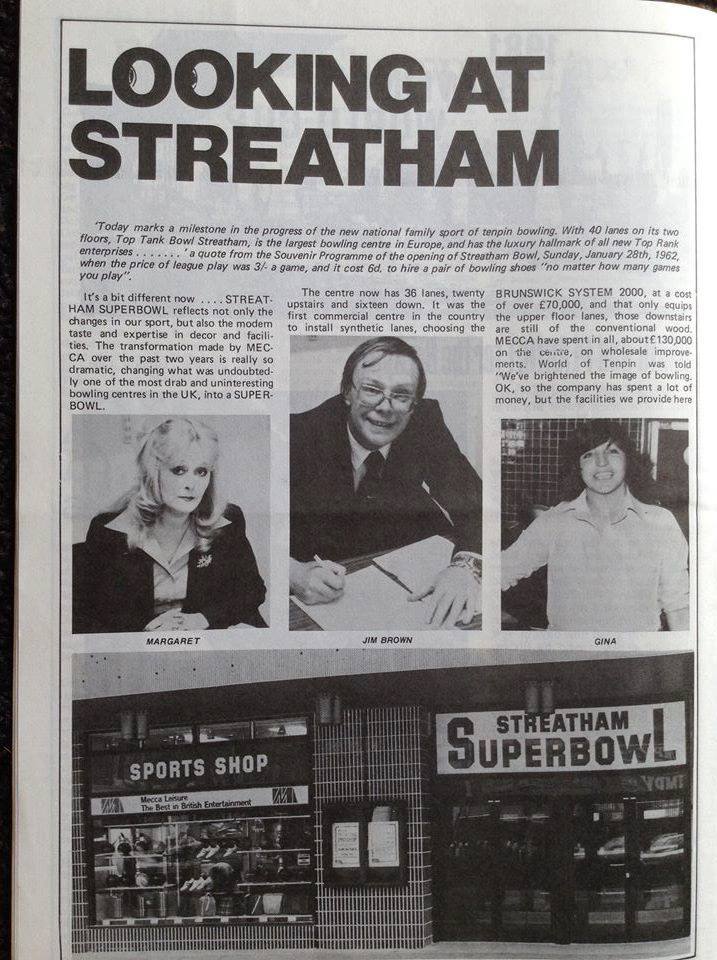 LOOKING AT
STREATHAM
'Today marks a milestone in the progress of the new national family sport of tenpin bowling. With 40 lanes on its two
floors, Top Tank Bowl Streatham, is the largest bowling centre in Europe, and has the luxury hallmark of all new Top Rank
enterprises . . . . . . . ' a quote from the Souvenir Programme of the opening of Streatham Bowl, Sunday, January 28th, 1962,
when the price of league play was 3/- a game, and it cost 6d, to hire a pair of bowling shoes "no matter how many games
you play".
It's a bit different now . . . . STREAT-
HAM SUPERBOWL reflects not only the
changes in our sport, but also the modern
taste and expertise in decor and facili-
ties. The transformation made by MEC-
CA over the past two years is really so
dramatic, changing what was undoubted-
ly one of the most drab and uninteresting
bowling centres in the UK, into a SUPER-
BOWL.
The centre now has 36 lanes, twenty
upstairs and sixteen down. It was the
first commercial centre in the country
to install synthetic lanes, choosing the
BRUNSWICK SYSTEM 2000, at a cost
of over £70,000, and that only equips
the upper floor lanes, those downstairs
are still of the conventional wood.
MECCA have spent in all, about£130,000
on the centre, on wholesale improve-
ments. World of Tenpin was told
"We've brightened the image of bowling.
OK, so the company has spent a lot of
money, but the facilities we provide here
MARGARET
JIM BROWN
GINA
SPORTS SHOP
Mecca Leisure
The Best in British Entertainment
STREATHAM
SUPERBOWL